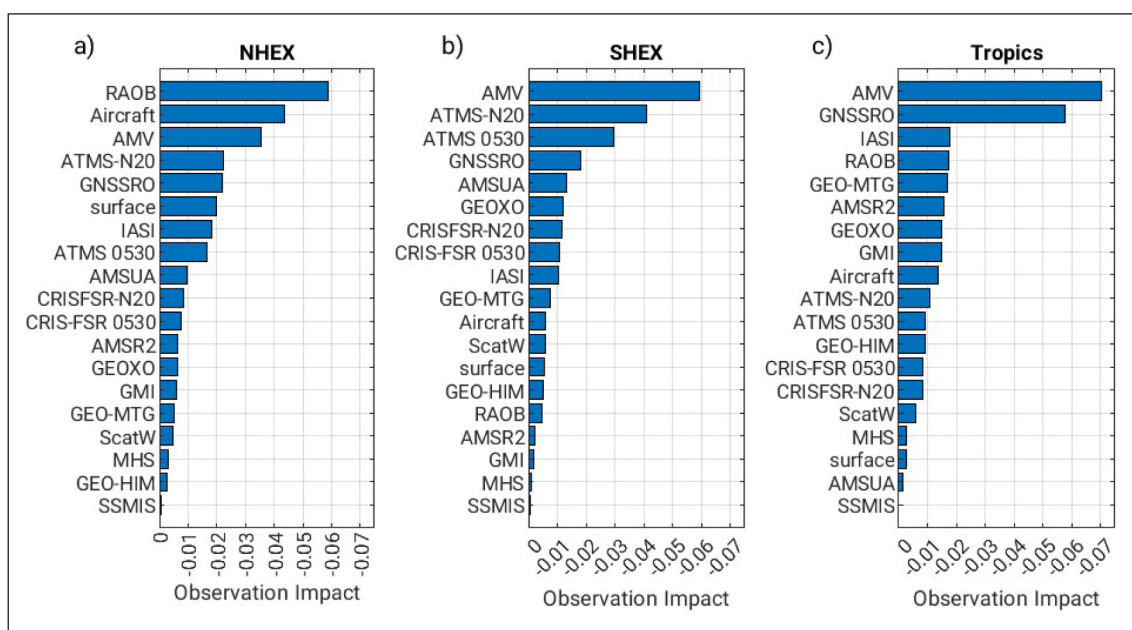 a)
NHEX
RAOB
Aircraft
AMV
ATMS-N20
GNSSRO
surface
IASI
ATMS 0530
AMSUA
CRISFSR-N20
CRIS-FSR 0530
AMSR2
GEOXO
GMI
GEO-MTG
ScatW
MHS
GEO-HIM
SSMIS
0
-0.01
-0.02
-0.03
-0.04
-0.05
-0.06
-0.07
Observation Impact
b)
SHEX
AMV
ATMS-N20
ATMS 0530
GNSSRO
AMSUA
GEOXO
CRISFSR-N20
CRIS-FSR 0530
IASI
GEO-MTG
Aircraft
ScatW
surface
GEO-HIM
RAOB
AMSR2
GMI
MHS
SSMIS
0
-0.01
-0.02
-0.03
-0.04
-0.05
-0.06
-0.07
Observation Impact
c)
Tropics
AMV
GNSSRO
IASI
RAOB
GEO-MTG
AMSR2
GEOXO
GMI
Aircraft
ATMS-N20
ATMS 0530
GEO-HIM
CRIS-FSR 0530
CRISFSR-N20
ScatW
MHS
surface
AMSUA
SSMIS
0
-0.01
-0.02
-0.03
-0.04
-0.05
-0.06
-0.07
Observation Impact